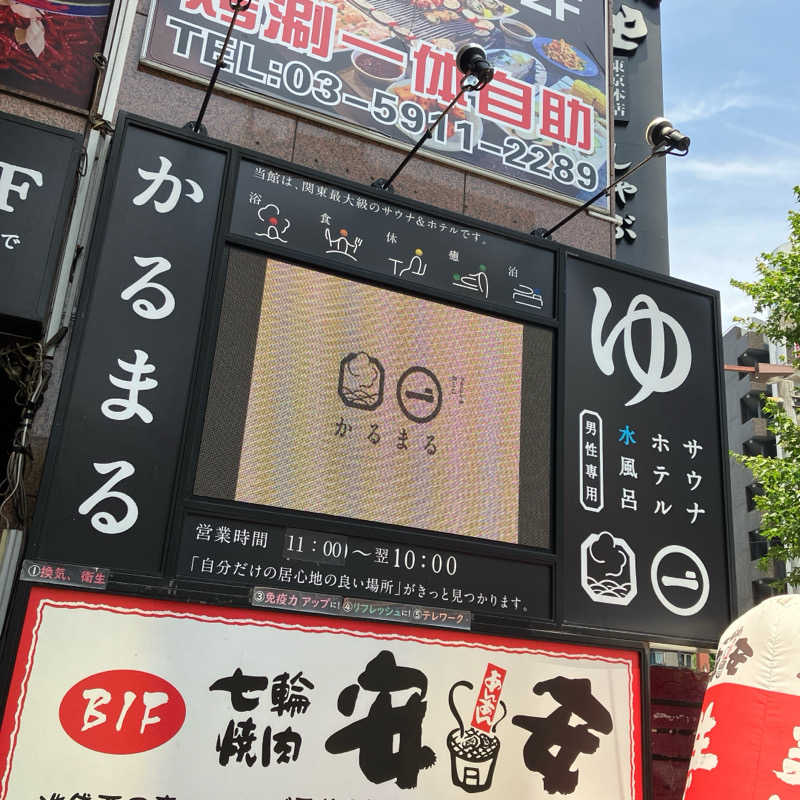 烤涮一体自助
TEL:03-5911-2289
かるまる
当館は、関東最大級のサウナ&ホテルです。
浴 食 休 癒 泊
かるまる
ゆ
サウナ
ホテル
水風呂
男性専用
営業時間 11:00〜翌10:00
「自分だけの居心地の良い場所」がきっと見つかります。
①換気、衛生
③免疫力アップに! ④リフレッシュに! ⑤テレワーク
B1F
七輪
焼肉
安安
あんあん
しゃぶ
で